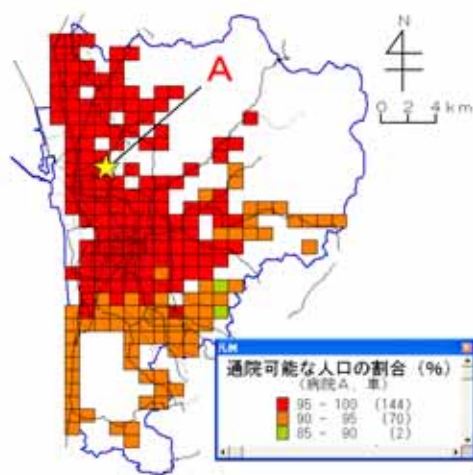 A
N
0 2 4 km
凡例
通院可能な人口の割合 (%)
(病院A, 車)
95 - 100 (144)
90 - 95 (70)
85 - 90 (2)